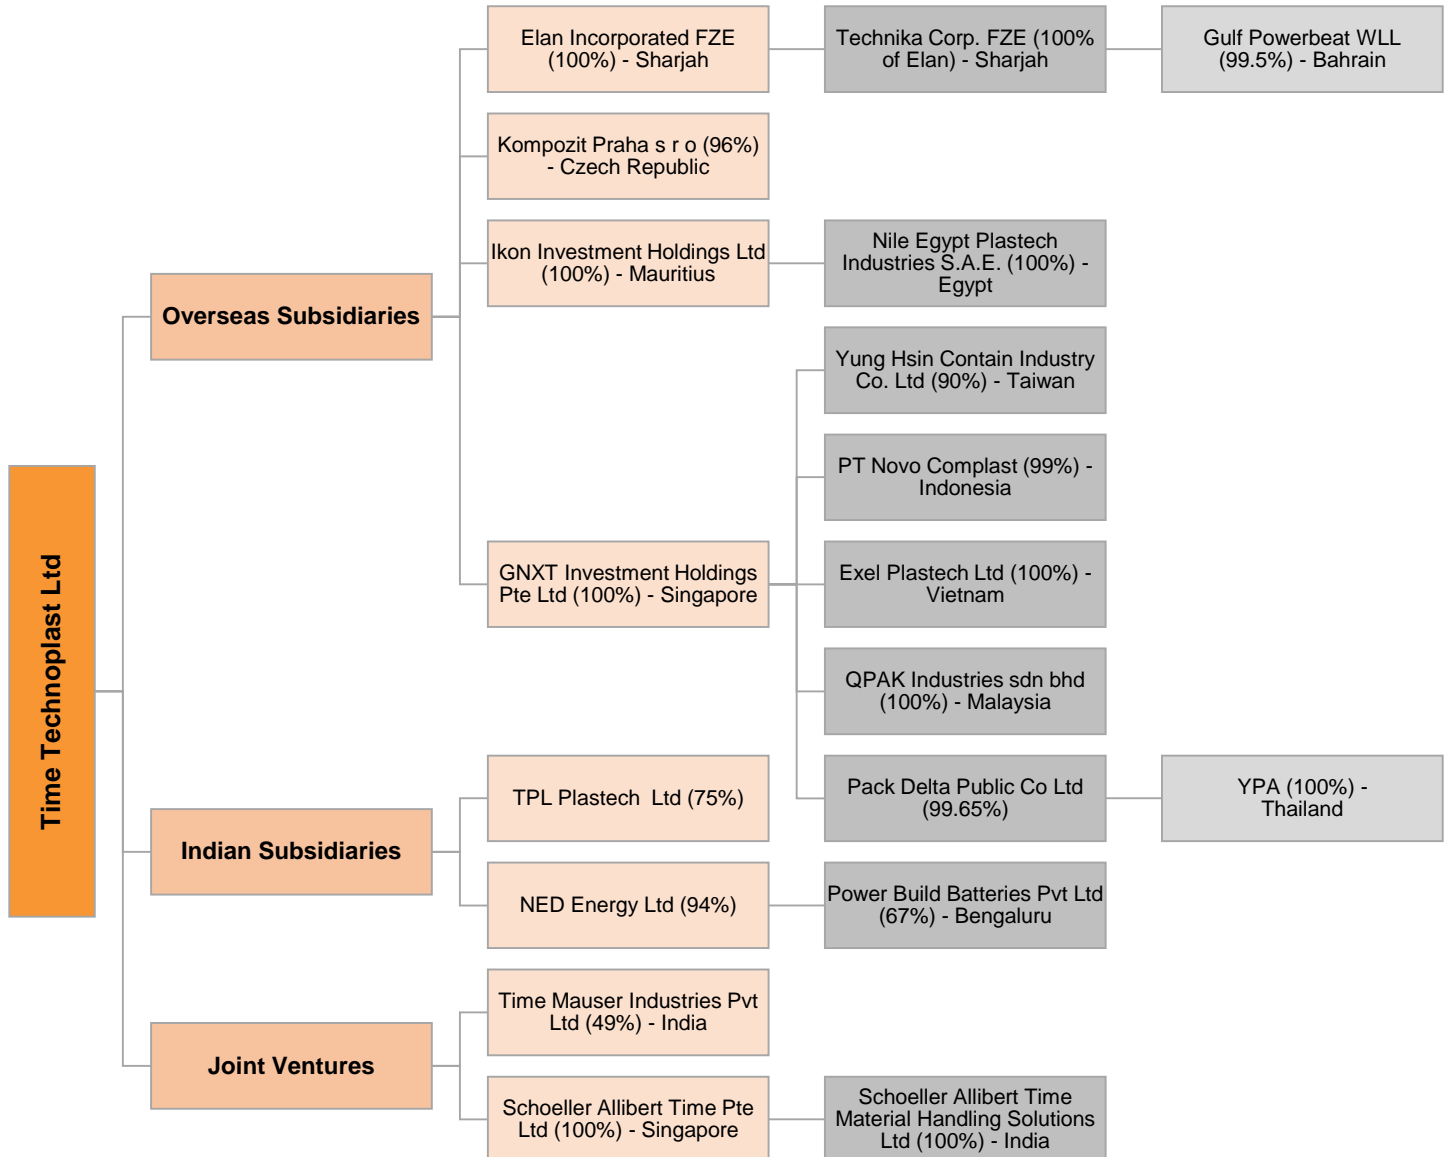 Time Technoplast Ltd
Overseas Subsidiaries
Elan Incorporated FZE
(100%) - Sharjah
Technika Corp. FZE (100%
of Elan) - Sharjah
Gulf Powerbeat WLL
(99.5%) - Bahrain
Kompozit Praha s r o (96%)
- Czech Republic
Ikon Investment Holdings Ltd
(100%) - Mauritius
Nile Egypt Plastech
Industries S.A.E. (100%) -
Egypt
GNXT Investment Holdings
Pte Ltd (100%) - Singapore
Yung Hsin Contain Industry
Co. Ltd (90%) - Taiwan
PT Novo Complast (99%) -
Indonesia
Exel Plastech Ltd (100%) -
Vietnam
QPAK Industries sdn bhd
(100%) - Malaysia
Pack Delta Public Co Ltd
(99.65%)
YPA (100%) -
Thailand
Indian Subsidiaries
TPL Plastech Ltd (75%)
NED Energy Ltd (94%)
Power Build Batteries Pvt Ltd
(67%) - Bengaluru
Joint Ventures
Time Mauser Industries Pvt
Ltd (49%) - India
Schoeller Allibert Time Pte
Ltd (100%) - Singapore
Schoeller Allibert Time
Material Handling Solutions
Ltd (100%) - India